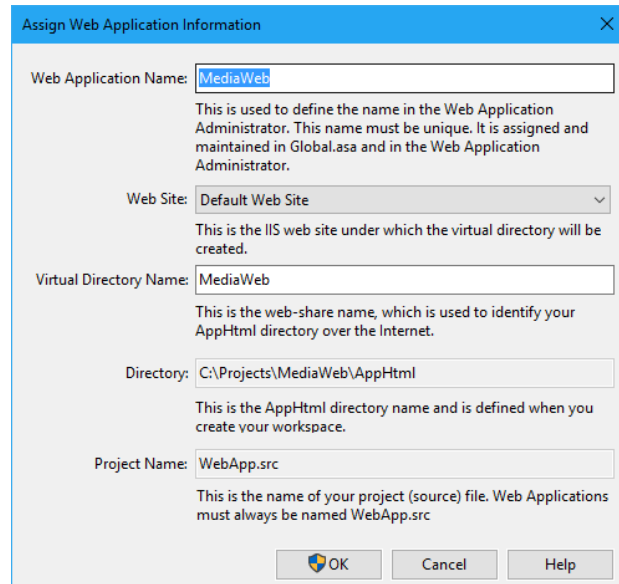 Assign Web Application Information
Web Application Name: MediaWeb
This is used to define the name in the Web Application
Administrator. This name must be unique. It is assigned and
maintained in Global.asa and in the Web Application
Administrator.
Web Site: Default Web Site
This is the IIS web site under which the virtual directory will be
created.
Virtual Directory Name: MediaWeb
This is the web-share name, which is used to identify your
AppHtml directory over the Internet.
Directory: C:\Projects\MediaWeb\AppHtml
This is the AppHtml directory name and is defined when you
create your workspace.
Project Name: WebApp.src
This is the name of your project (source) file. Web Applications
must always be named WebApp.src
OK Cancel Help